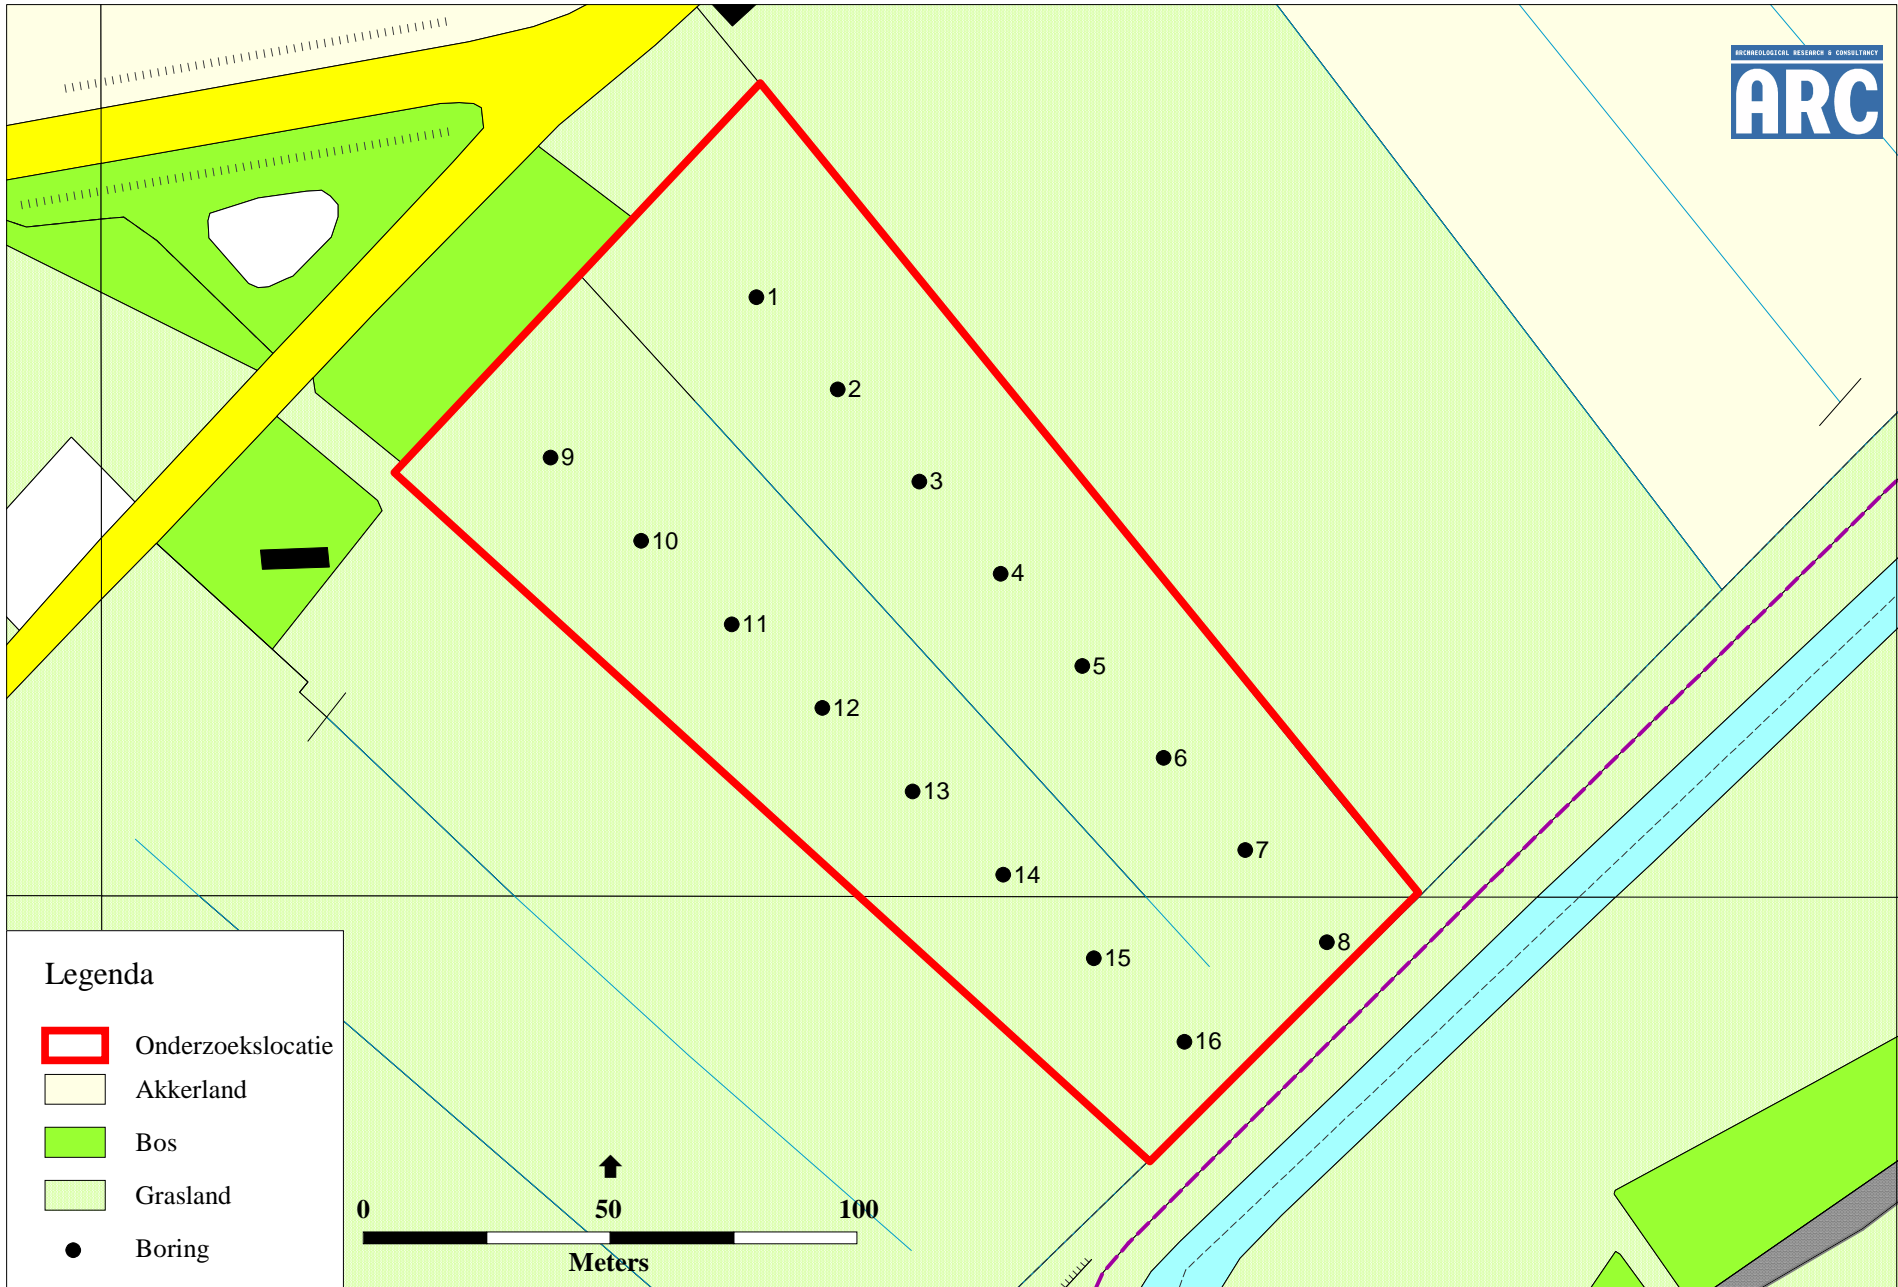 ARCHAEOLOGICAL RESEARCH & CONSULTANCY
ARC
1
2
9
3
10
4
11
5
12
6
13
7
14
8
15
16
Legenda
Onderzoekslocatie
Akkerland
Bos
Grasland
Boring
0 50 100
Meters